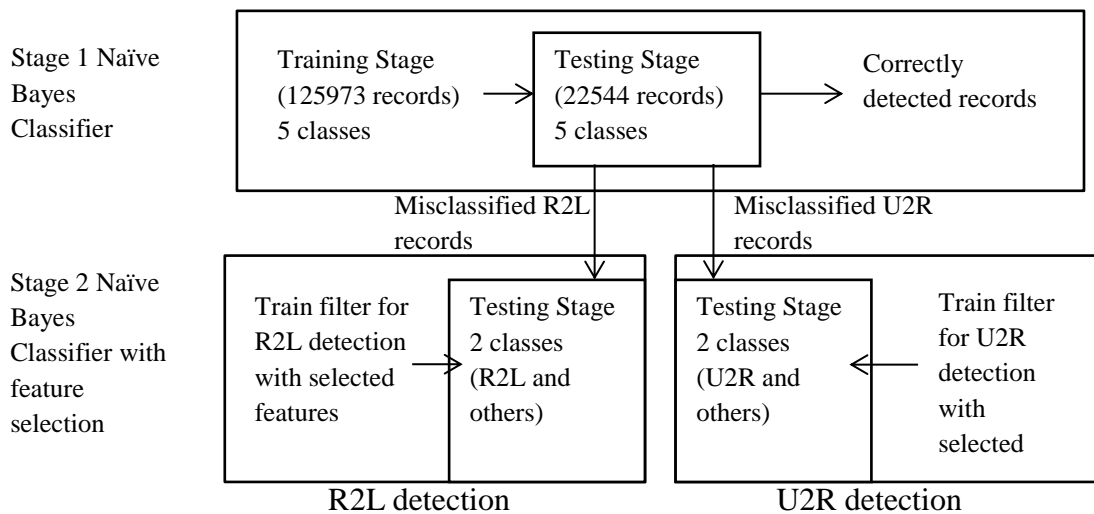 Stage 1 Naïve
Bayes
Classifier
Training Stage
(125973 records)
5 classes
Testing Stage
(22544 records)
5 classes
Correctly
detected records
Misclassified R2L
records
Misclassified U2R
records
Stage 2 Naïve
Bayes
Classifier with
feature
selection
Train filter for
R2L detection
with selected
features
Testing Stage
2 classes
(R2L and
others)
Testing Stage
2 classes
(U2R and
others)
Train filter
for U2R
detection
with
selected
R2L detection
U2R detection